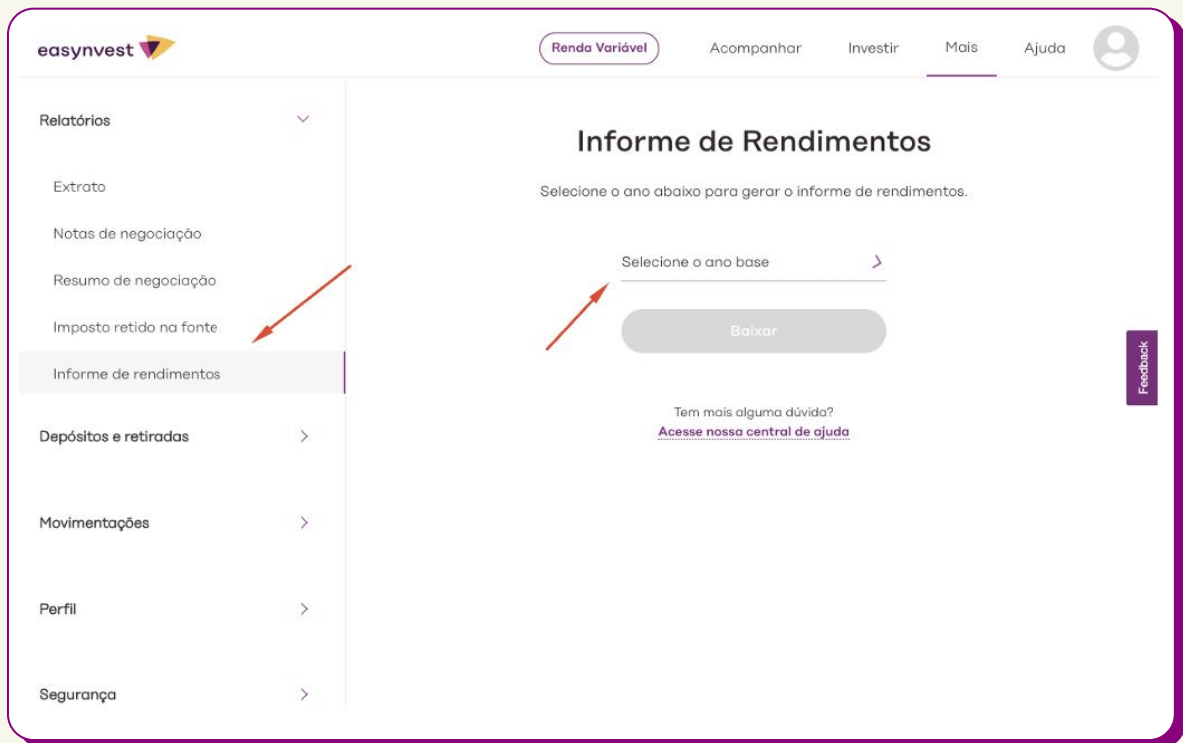 easynvest
Renda Variável
Acompanhar
Investir
Mais
Ajuda
Relatórios
Extrato
Notas de negociação
Resumo de negociação
Imposto retido na fonte
Informe de rendimentos
Depósitos e retiradas
Movimentações
Perfil
Segurança
Informe de Rendimentos
Selecione o ano abaixo para gerar o informe de rendimentos.
Selecione o ano base
Baixar
Tem mais alguma dúvida?
Acesse nossa central de ajuda
Feedback